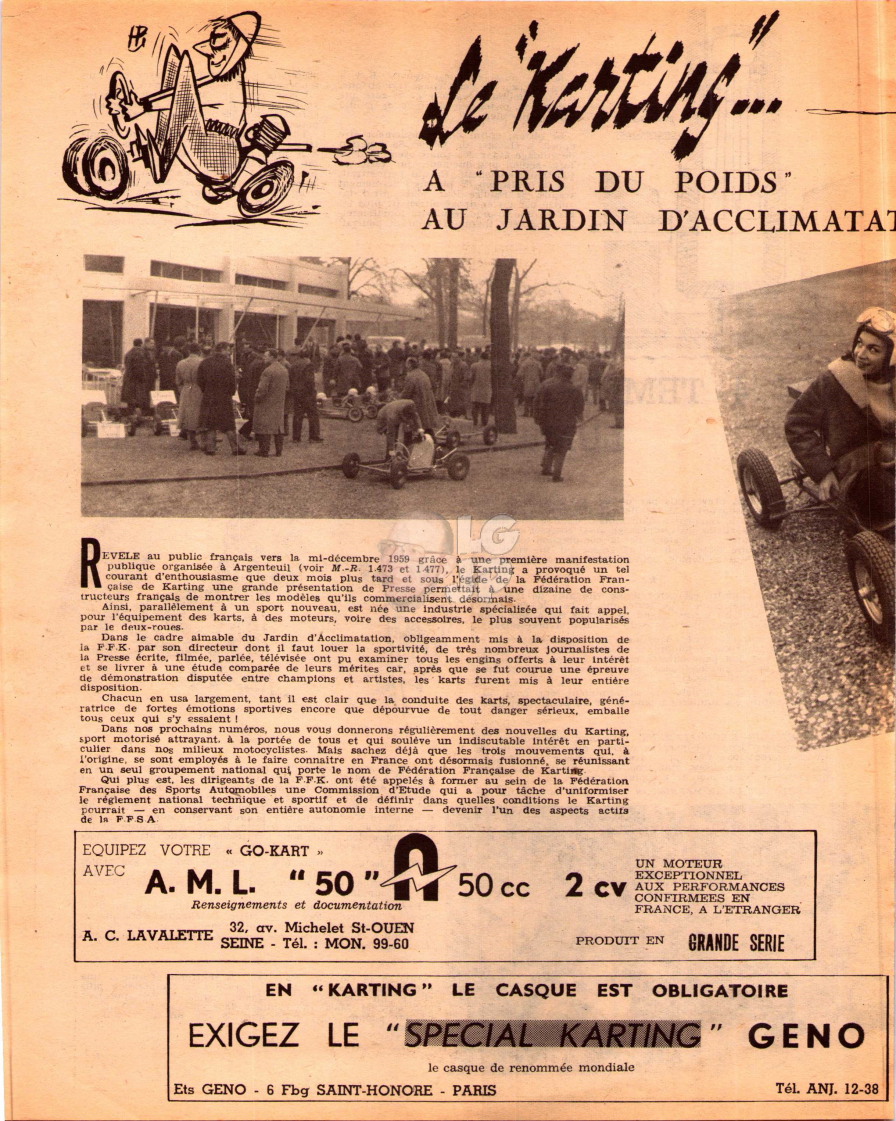 Le "Karting"...
A "PRIS DU POIDS"
AU JARDIN D'ACCLIMATAT
LG
REVELE au public français vers la mi-décembre 1959 grâce à une première manifestation
publique organisée à Argenteuil (voir M.-R. 1.473 et 1.477), le Karting a provoqué un tel
courant d'enthousiasme que deux mois plus tard et sous l'égide de la Fédération Fran-
çaise de Karting une grande présentation de Presse permettait à une dizaine de cons-
tructeurs français de montrer les modèles qu'ils commercialisent désormais.
Ainsi, parallèlement à un sport nouveau, est née une industrie spécialisée qui fait appel,
pour l'équipement des karts, à des moteurs, voire des accessoires, le plus souvent popularisés
par le deux-roues.
Dans le cadre aimable du Jardin d'Acclimatation, obligeamment mis à la disposition de
la F.F.K. par son directeur dont il faut louer la sportivité, de très nombreux journalistes de
la Presse écrite, filmée, parlée, télévisée ont pu examiner tous les engins offerts à leur intérêt
et se livrer à une étude comparée de leurs mérites car, après que se fut courue une épreuve
de démonstration disputée entre champions et artistes, les karts furent mis à leur entière
disposition.
Chacun en usa largement, tant il est clair que la conduite des karts, spectaculaire, géné-
ratrice de fortes émotions sportives encore que dépourvue de tout danger sérieux, emballe
tous ceux qui s'y essaient !
Dans nos prochains numéros, nous vous donnerons régulièrement des nouvelles du Karting,
sport motorisé attrayant. à la portée de tous et qui soulève un indiscutable intérêt en parti-
culier dans nos milieux motocyclistes. Mais sachez déjà que les trois mouvements qui, à
l'origine, se sont employés à le faire connaître en France ont désormais fusionné, se réunissant
en un seul groupement national qui porte le nom de Fédération Française de Karting.
Qui plus est, les dirigeants de la F.F.K. ont été appelés à former au sein de la Fédération
Française des Sports Automobiles une Commission d'Etude qui a pour tâche d'uniformiser
le règlement national technique et sportif et de définir dans quelles conditions le Karting
pourrait — en conservant son entière autonomie interne — devenir l'un des aspects actifs
de la F.F.S.A.
EQUIPEZ VOTRE « GO-KART »
AVEC
A. M. L. "50" 50 cc 2 cv
UN MOTEUR
EXCEPTIONNEL
AUX PERFORMANCES
CONFIRMEES EN
FRANCE, A L'ETRANGER
Renseignements et documentation
A. C. LAVALETTE
32, av. Michelet St-OUEN
SEINE - Tél. : MON. 99-60
PRODUIT EN GRANDE SERIE
EN "KARTING" LE CASQUE EST OBLIGATOIRE
EXIGEZ LE "SPECIAL KARTING" GENO
le casque de renommée mondiale
Ets GENO - 6 Fbg SAINT-HONORE - PARIS
Tél. ANJ. 12-38